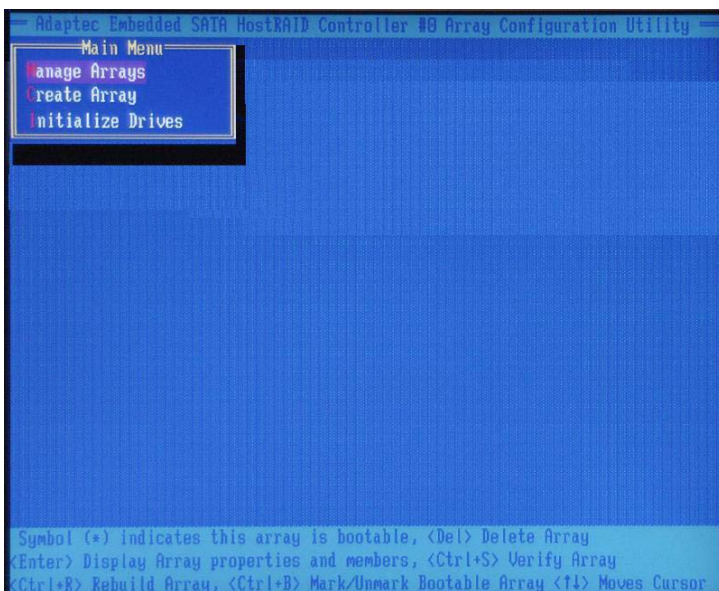 Adaptec Embedded SATA HostRAID Controller #0 Array Configuration Utility
Main Menu
Manage Arrays
Create Array
Initialize Drives
Symbol (*) indicates this array is bootable, <Del> Delete Array
<Enter> Display Array properties and members, <Ctrl+S> Verify Array
<Ctrl+R> Rebuild Array, <Ctrl+B> Mark/Unmark Bootable Array <↑↓> Moves Cursor